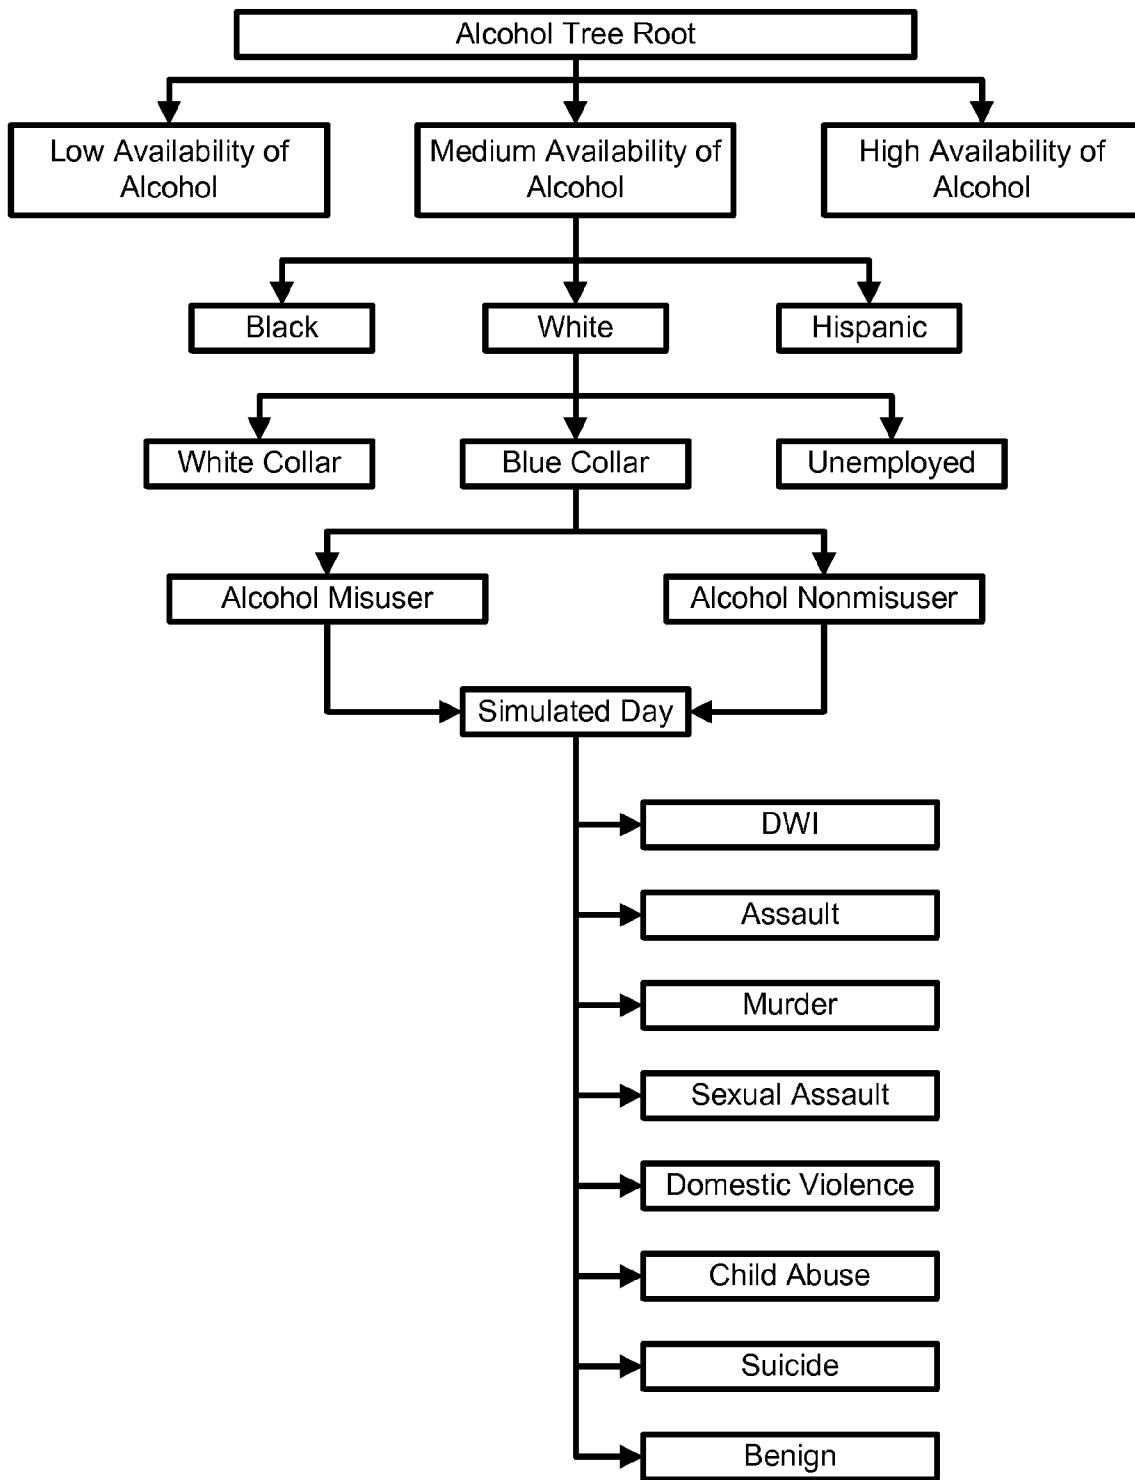 Alcohol Tree Root
Low Availability of
Alcohol
Medium Availability of
Alcohol
High Availability of
Alcohol
Black
White
Hispanic
White Collar
Blue Collar
Unemployed
Alcohol Misuser
Alcohol Nonmisuser
Simulated Day
DWI
Assault
Murder
Sexual Assault
Domestic Violence
Child Abuse
Suicide
Benign